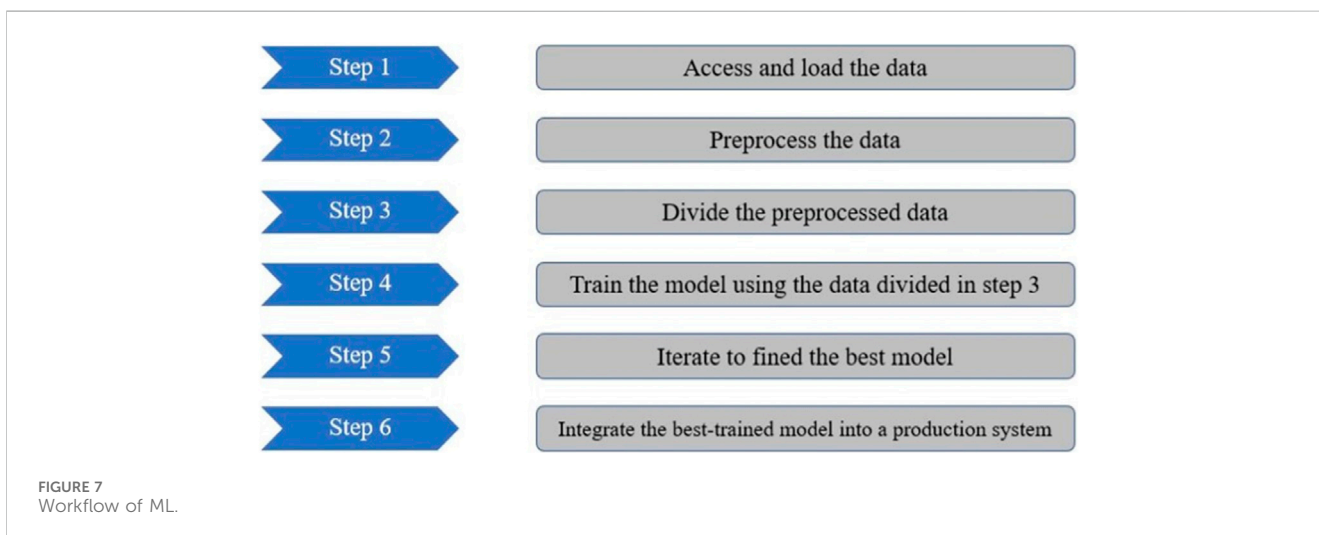 Step 1
Access and load the data
Step 2
Preprocess the data
Step 3
Divide the preprocessed data
Step 4
Train the model using the data divided in step 3
Step 5
Iterate to fined the best model
Step 6
Integrate the best-trained model into a production system
FIGURE 7
Workflow of ML.